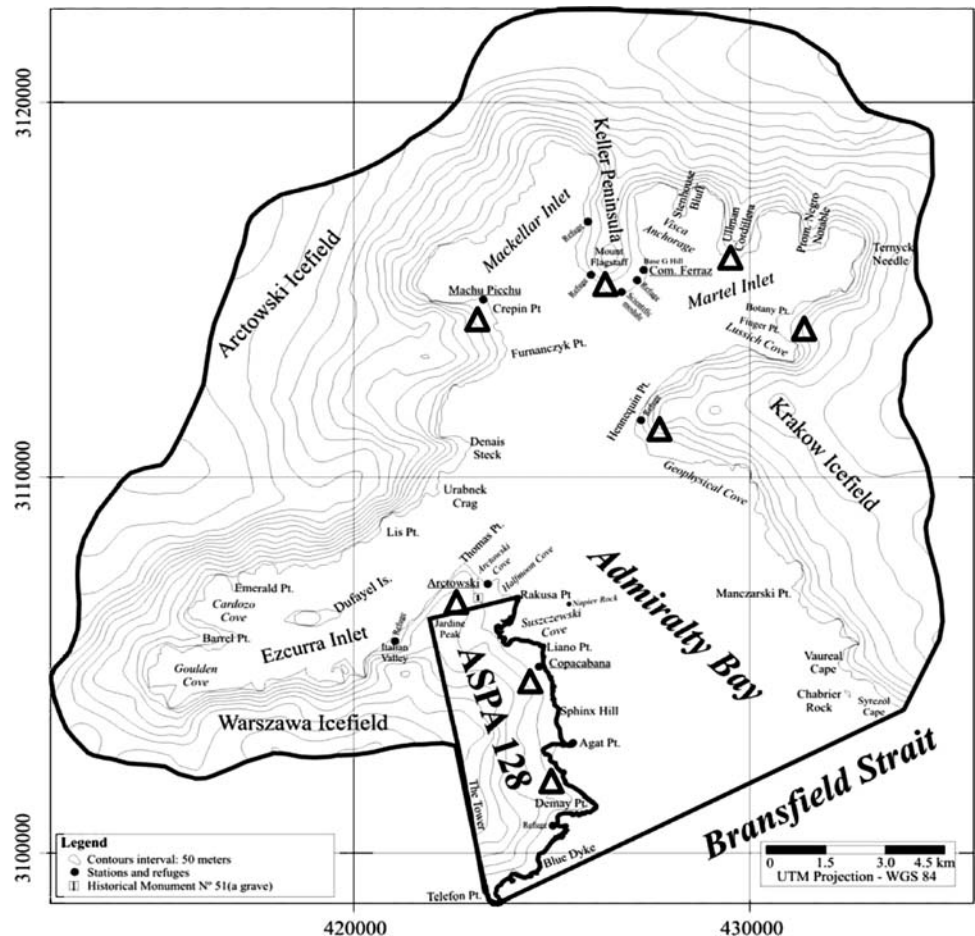 3120000
3110000
3100000
420000
430000
Keller Peninsula
Stenhouse
Bluff
Visca
Anchorage
Ullman
Cordillera
Prom. Negro
Notable
Ternyck
Needle
Mackellar Inlet
Refuge
Mount
Flagstaff
Base G Hill
Com. Ferraz
Refuge
Refuge
Scientific
module
Martel Inlet
Arctowski Icefield
Machu Picchu
Crepin Pt
Furnanczyk Pt.
Botany Pt.
Finger Pt.
Lussich Cove
Hennequin Pt.
Refuge
Krakow Icefield
Geophysical Cove
Denais
Steck
Urabnek
Crag
Lis Pt.
Thomas Pt.
Arctowski
Cove
Halfmoon Cove
Admiralty Bay
Emerald Pt.
Dufayel Is.
Arctowski
Rakusa Pt
Napier Rock
Manczarski Pt.
Cardozo
Cove
Barrel Pt.
Ezcurra Inlet
Refuge
Italian
Valley
Jardine
Peak
Suszczewski
Cove
Liano Pt.
Copacabana
Goulden
Cove
Vaureal
Cape
Chabrier
Rock
Syrezol
Cape
Warszawa Icefield
ASPA 128
Sphinx Hill
Agat Pt.
Bransfield Strait
The Tower
Demay Pt.
Refuge
Blue Dyke
Telefon Pt.
Legend
Contours interval: 50 meters
Stations and refuges
Historical Monument Nº 51(a grave)
0 1.5 3.0 4.5 km
UTM Projection - WGS 84